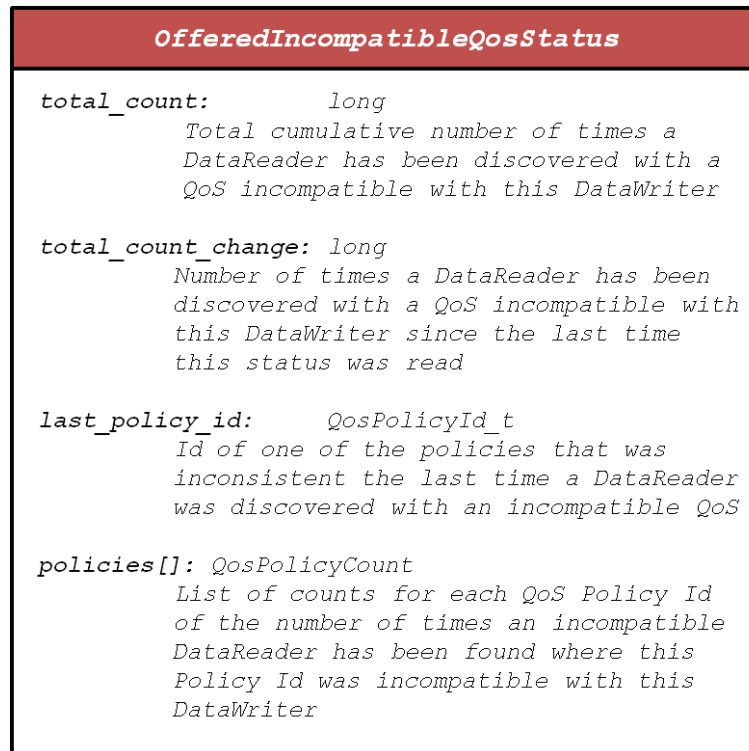 OfferedIncompatibleQosStatus
total_count: long
Total cumulative number of times a
DataReader has been discovered with a
QoS incompatible with this DataWriter
total_count_change: long
Number of times a DataReader has been
discovered with a QoS incompatible with
this DataWriter since the last time
this status was read
last_policy_id: QosPolicyId_t
Id of one of the policies that was
inconsistent the last time a DataReader
was discovered with an incompatible QoS
policies[]: QosPolicyCount
List of counts for each QoS Policy Id
of the number of times an incompatible
DataReader has been found where this
Policy Id was incompatible with this
DataWriter